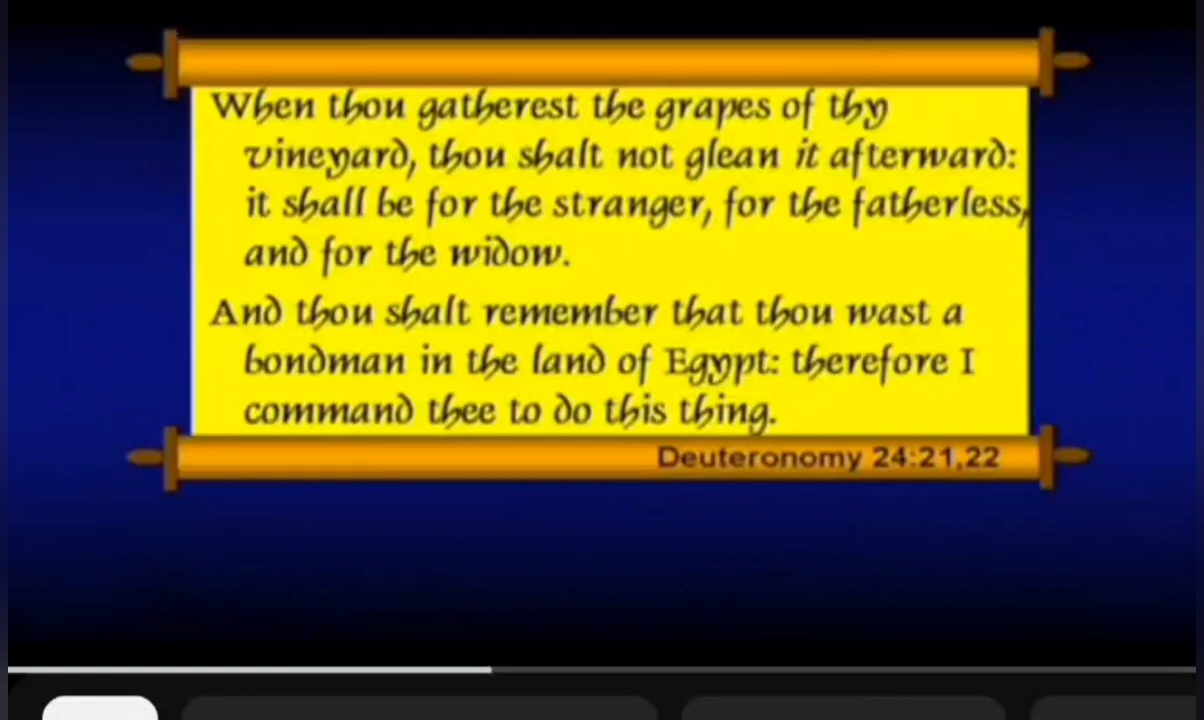 When thou gatherest the grapes of thy
vineyard, thou shalt not glean it afterward:
it shall be for the stranger, for the fatherless,
and for the widow.
And thou shalt remember that thou wast a
bondman in the land of Egypt: therefore I
command thee to do this thing.
Deuteronomy 24:21,22